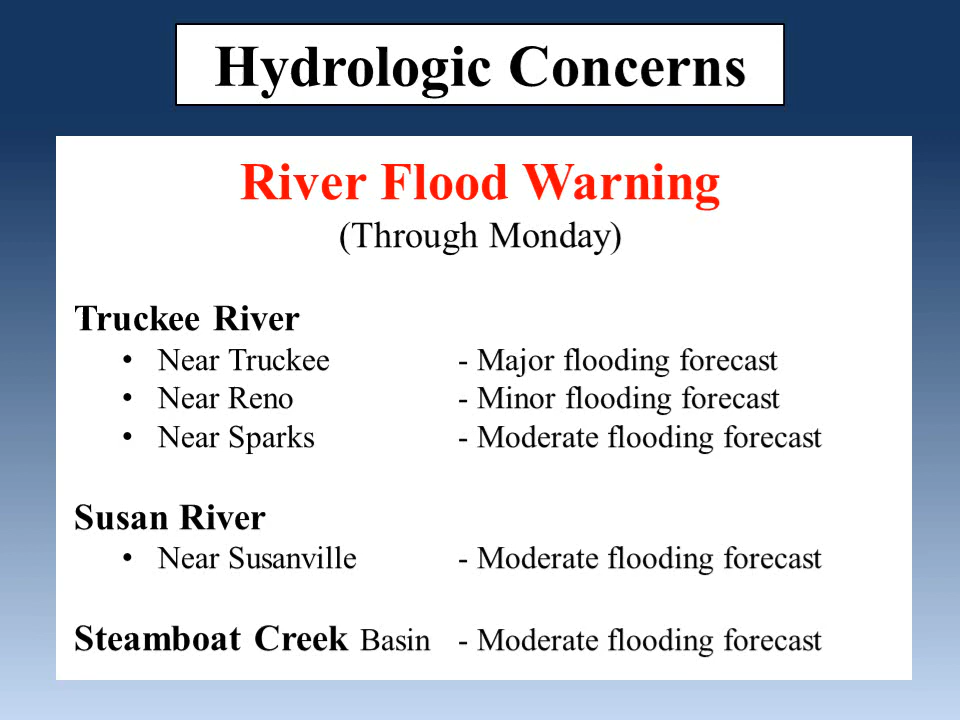 Hydrologic Concerns
River Flood Warning
(Through Monday)
Truckee River
• Near Truckee - Major flooding forecast
• Near Reno - Minor flooding forecast
• Near Sparks - Moderate flooding forecast
Susan River
• Near Susanville - Moderate flooding forecast
Steamboat Creek Basin - Moderate flooding forecast